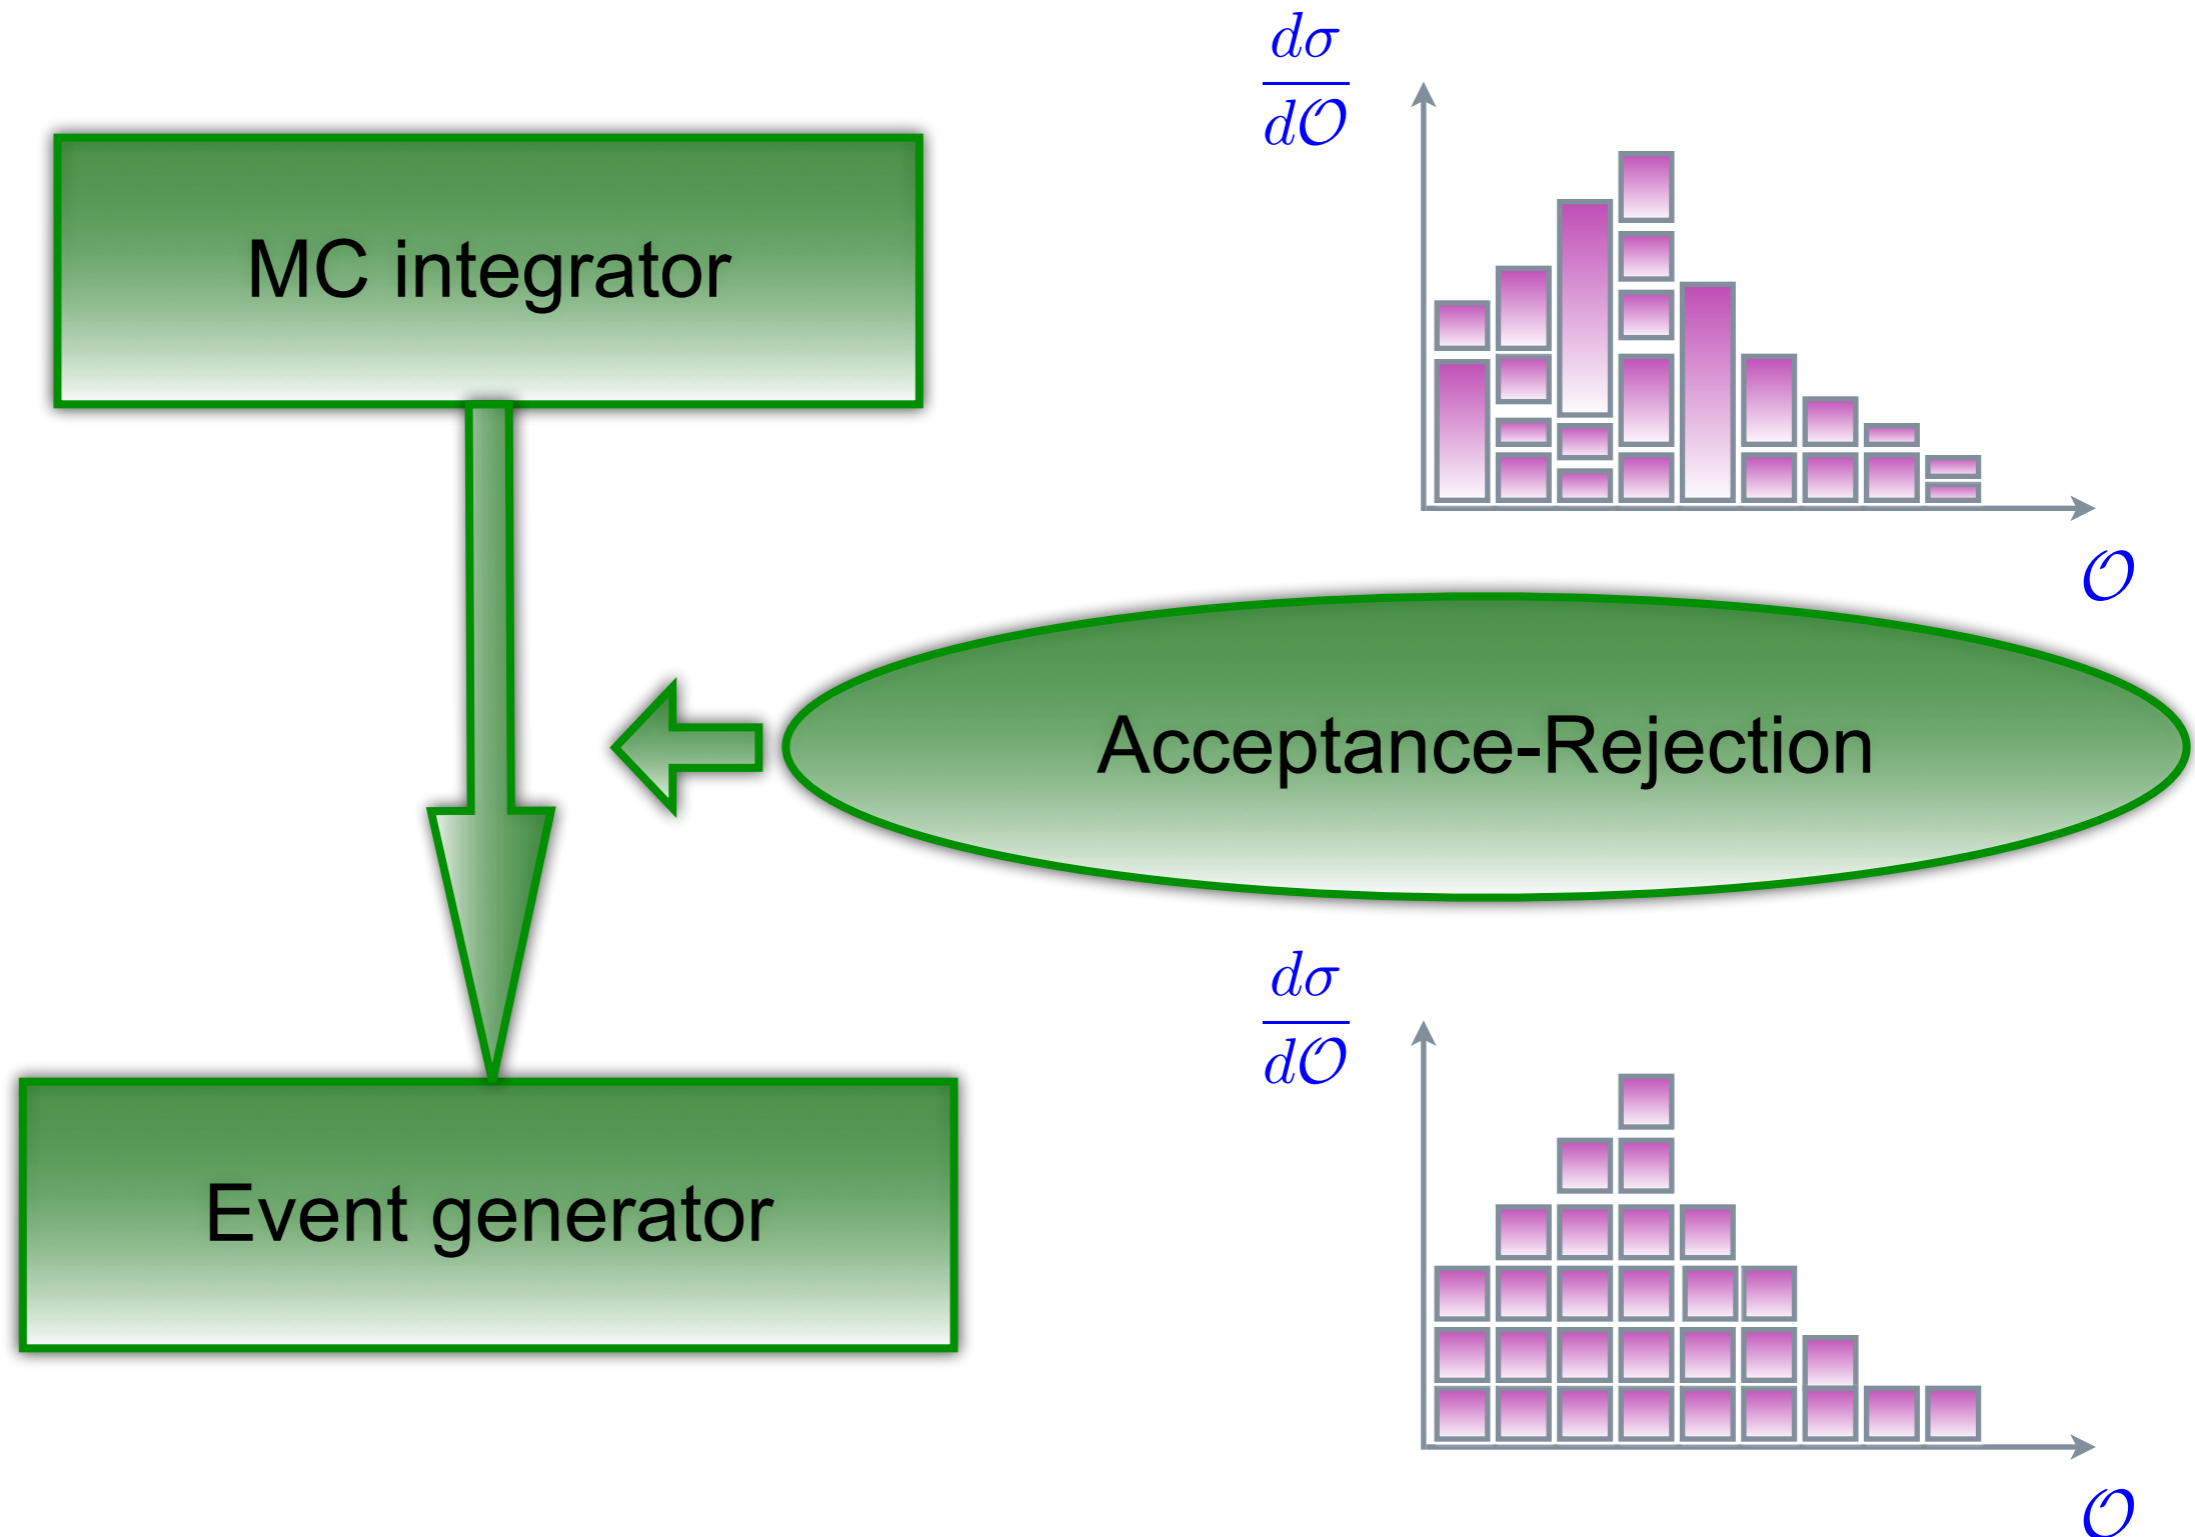 dσ
d𝒪
MC integrator
𝒪
Acceptance-Rejection
dσ
d𝒪
Event generator
𝒪